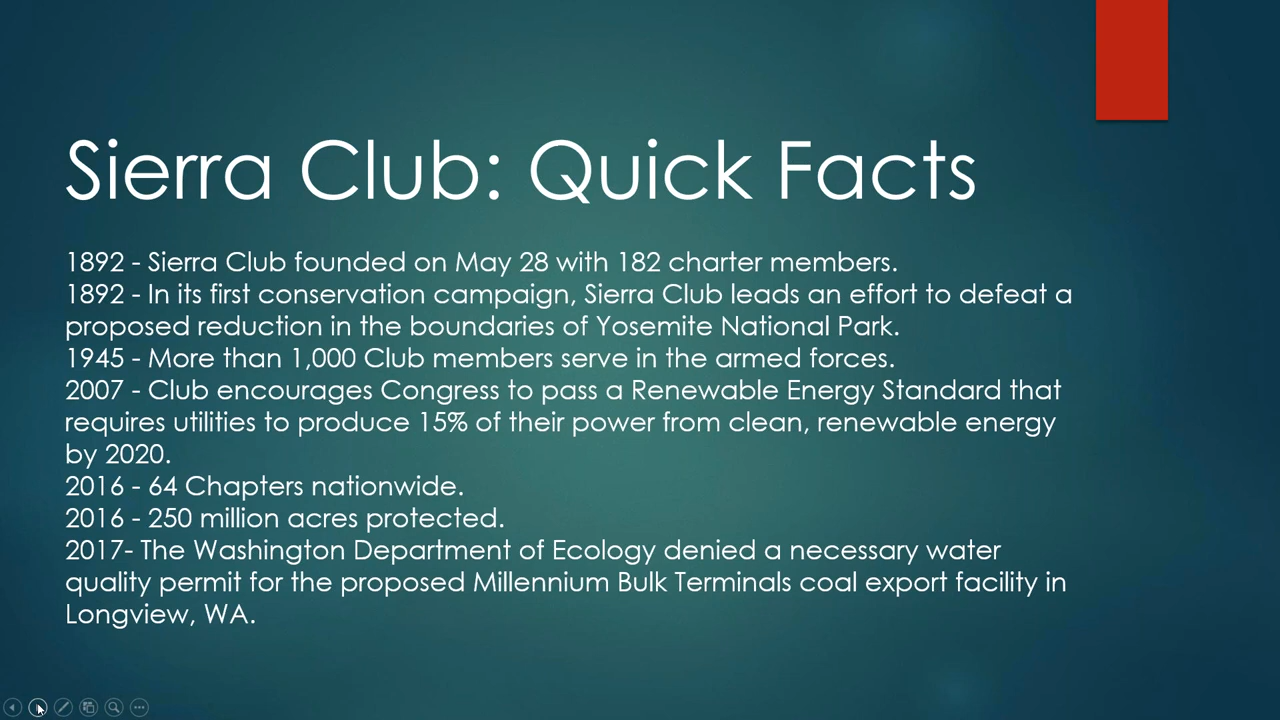 Sierra Club: Quick Facts
1892 - Sierra Club founded on May 28 with 182 charter members.
1892 - In its first conservation campaign, Sierra Club leads an effort to defeat a
proposed reduction in the boundaries of Yosemite National Park.
1945 - More than 1,000 Club members serve in the armed forces.
2007 - Club encourages Congress to pass a Renewable Energy Standard that
requires utilities to produce 15% of their power from clean, renewable energy
by 2020.
2016 - 64 Chapters nationwide.
2016 - 250 million acres protected.
2017- The Washington Department of Ecology denied a necessary water
quality permit for the proposed Millennium Bulk Terminals coal export facility in
Longview, WA.